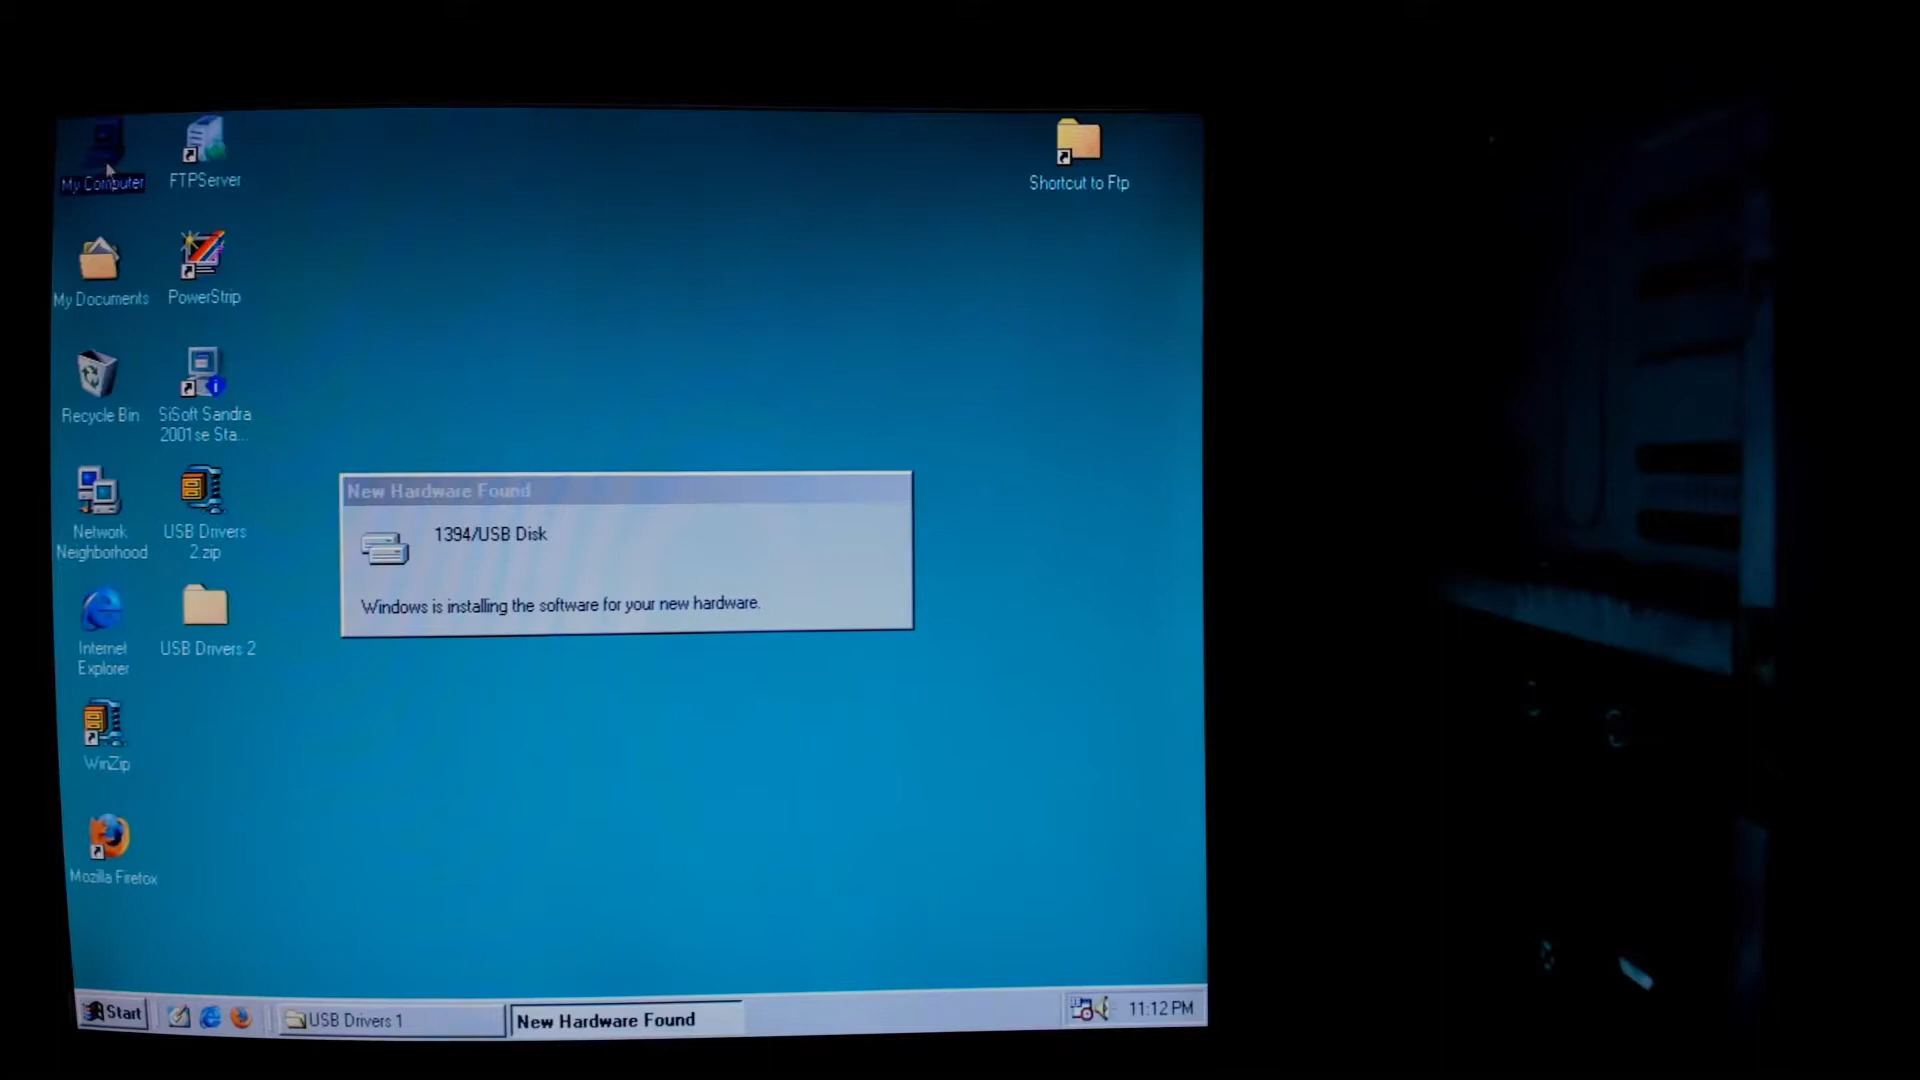 My Computer
FTPServer
Shortcut to Ftp
My Documents
PowerStrip
Recycle Bin
SiSoft Sandra
2001se Sta...
Network
Neighborhood
USB Drivers
2.zip
Internet
Explorer
USB Drivers 2
WinZip
Mozilla Firefox
New Hardware Found
1394/USB Disk
Windows is installing the software for your new hardware.
Start
USB Drivers 1
New Hardware Found
11:12 PM